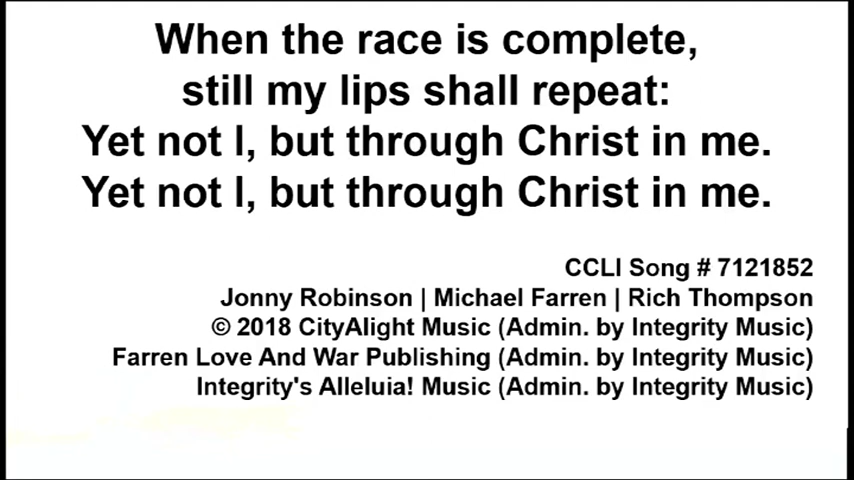 When the race is complete,
still my lips shall repeat:
Yet not I, but through Christ in me.
Yet not I, but through Christ in me.
CCLI Song # 7121852
Jonny Robinson | Michael Farren | Rich Thompson
© 2018 CityAlight Music (Admin. by Integrity Music)
Farren Love And War Publishing (Admin. by Integrity Music)
Integrity's Alleluia! Music (Admin. by Integrity Music)